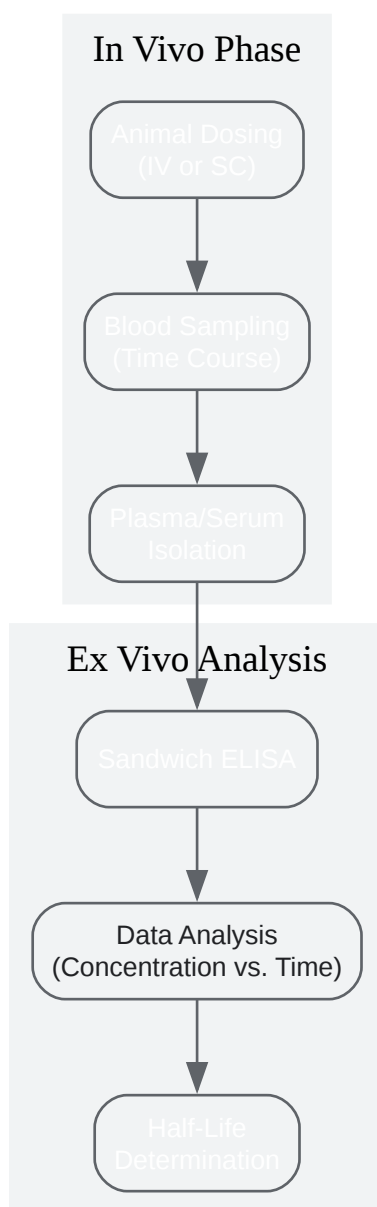 In Vivo Phase
Animal Dosing
(IV or SC)
Blood Sampling
(Time Course)
Plasma/Serum
Isolation
Ex Vivo Analysis
Sandwich ELISA
Data Analysis
(Concentration vs. Time)
Half-Life
Determination